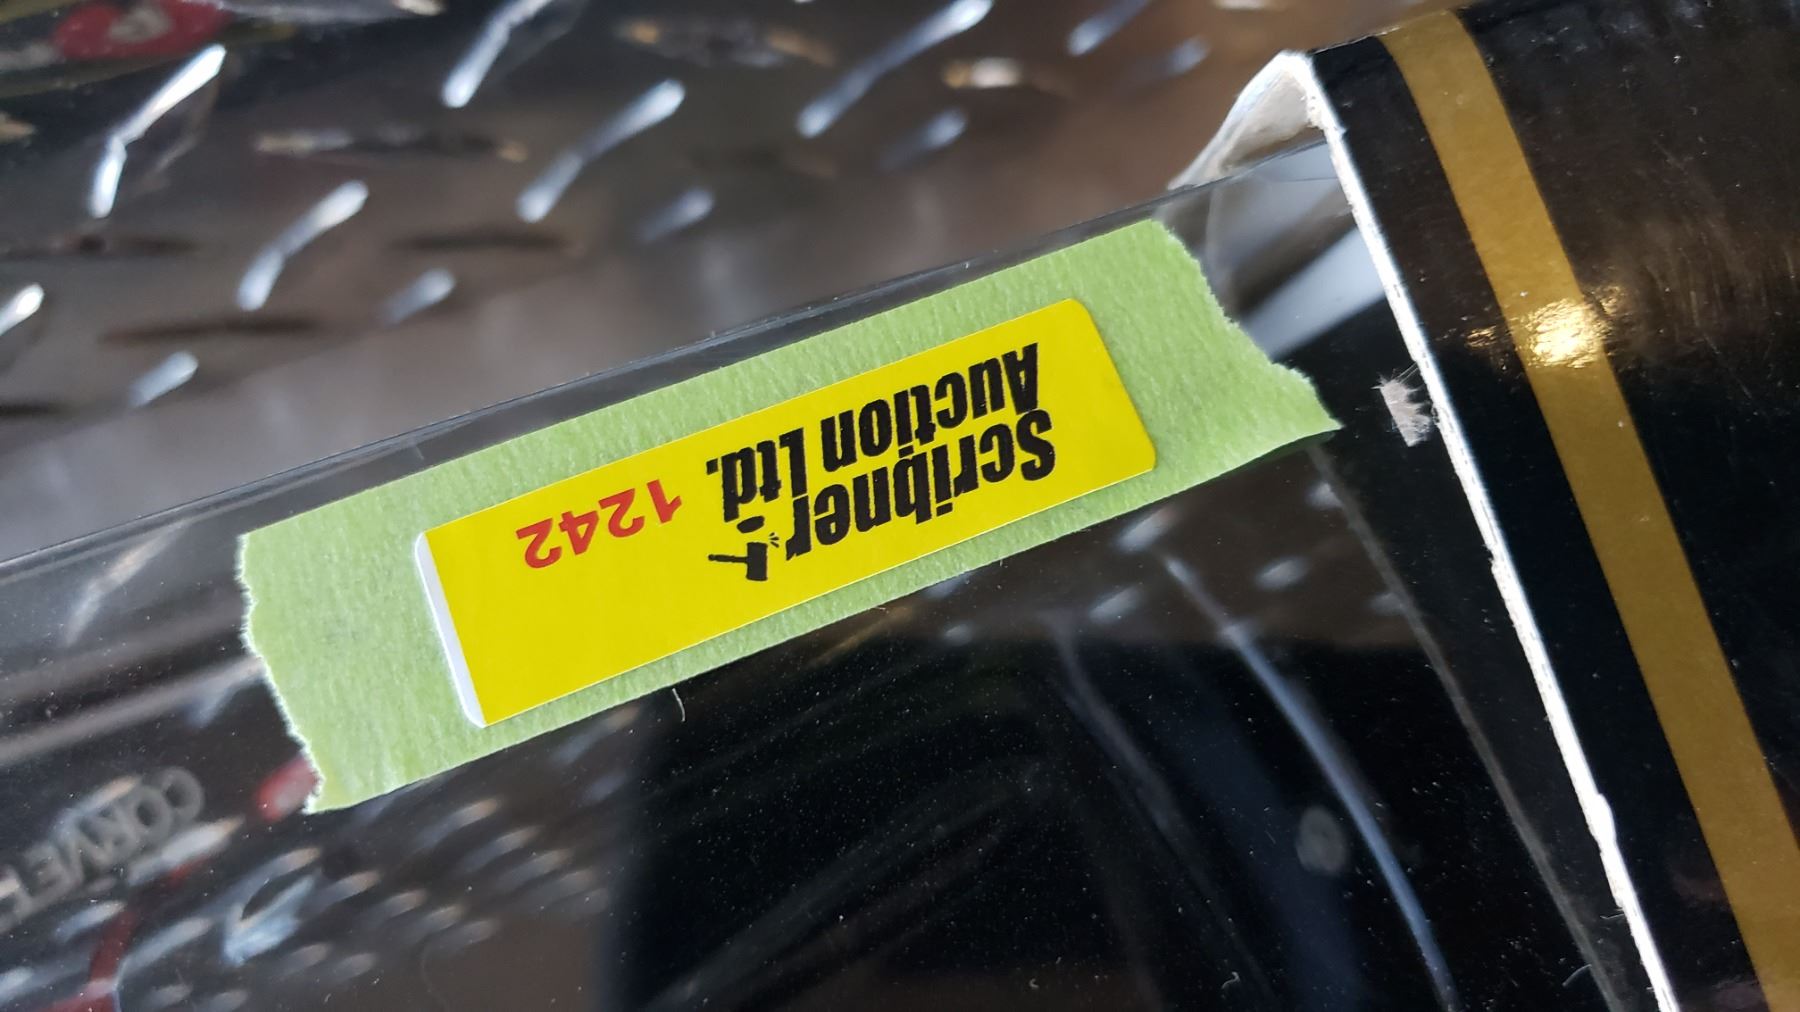 Scribner
Auction Ltd.
1242